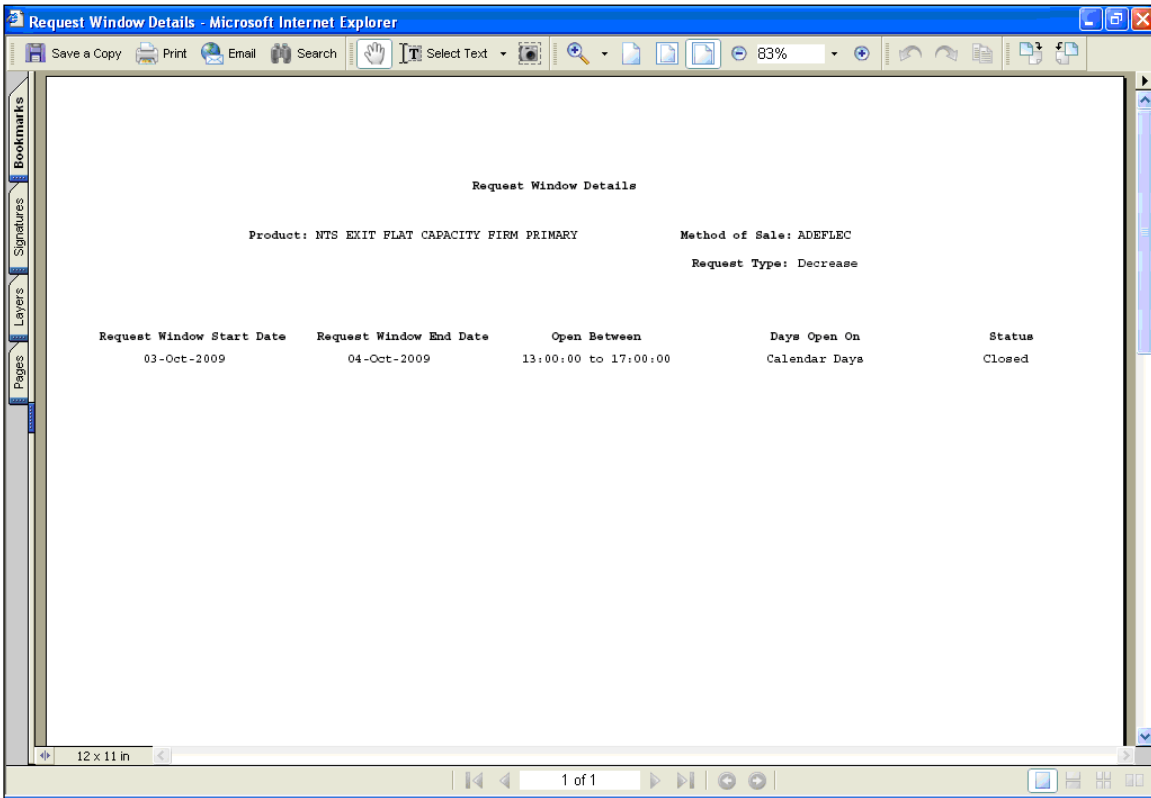 Request Window Details - Microsoft Internet Explorer
Save a Copy Print Email Search Select Text 83%
Bookmarks
Signatures
Layers
Pages
Request Window Details
Product: NTS EXIT FLAT CAPACITY FIRM PRIMARY Method of Sale: ADEFLEC
Request Type: Decrease
Request Window Start Date Request Window End Date Open Between Days Open On Status
03-Oct-2009 04-Oct-2009 13:00:00 to 17:00:00 Calendar Days Closed
12 x 11 in
1 of 1